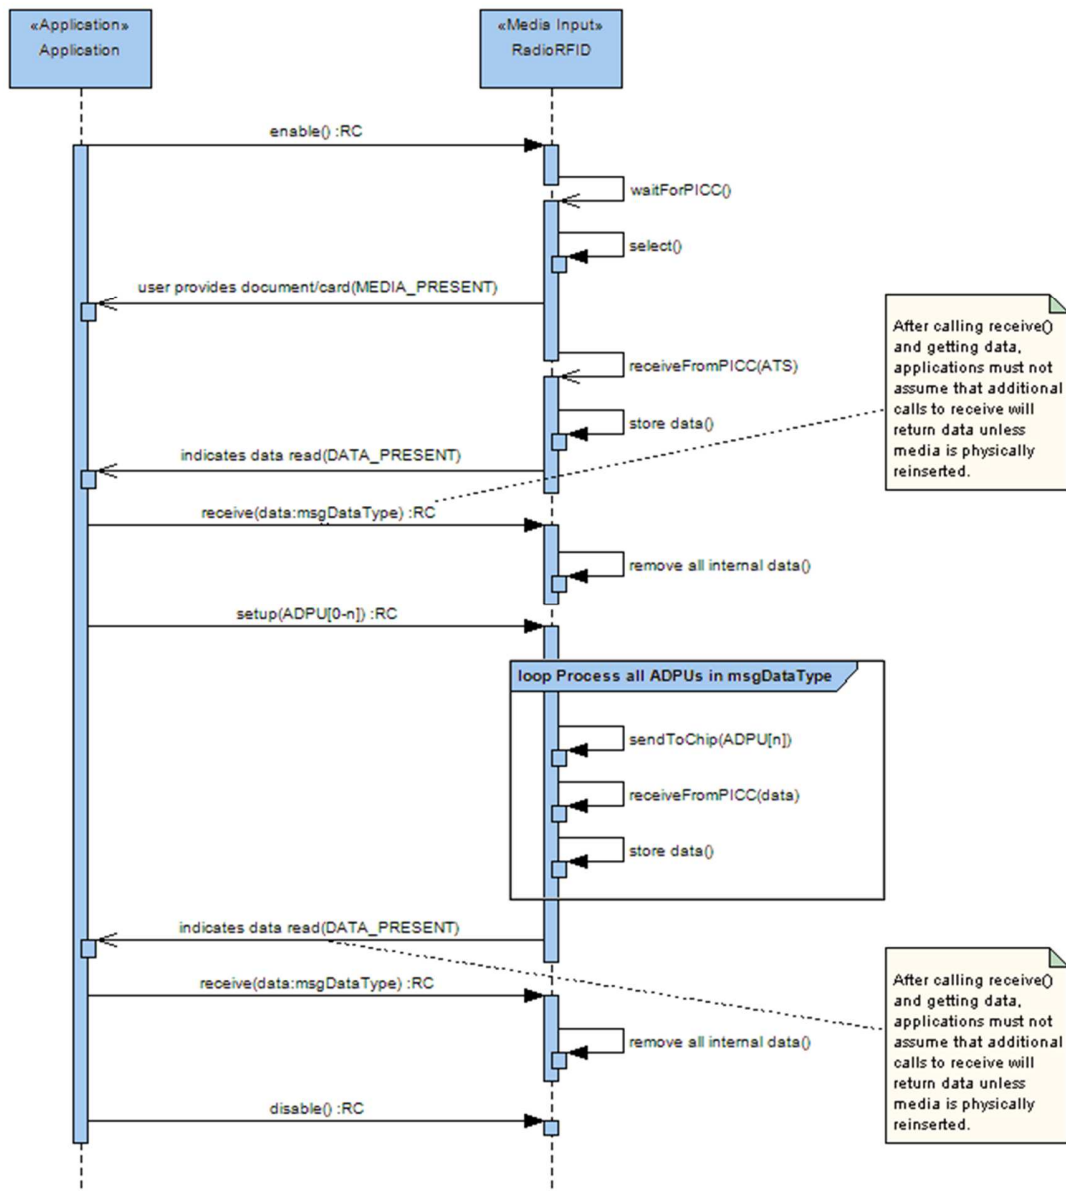 «Application»
Application
«Media Input»
RadioRFID
enable() :RC
waitForPICC()
select()
user provides document/card(MEDIA_PRESENT)
After calling receive()
and getting data,
applications must not
assume that additional
calls to receive will
return data unless
media is physically
reinserted.
receiveFromPICC(ATS)
store data()
indicates data read(DATA_PRESENT)
receive(data:msgDataType) :RC
remove all internal data()
setup(ADPU[0-n]) :RC
loop Process all ADPUs in msgDataType
sendToChip(ADPU[n])
receiveFromPICC(data)
store data()
indicates data read(DATA_PRESENT)
receive(data:msgDataType) :RC
After calling receive()
and getting data,
applications must not
assume that additional
calls to receive will
return data unless
media is physically
reinserted.
remove all internal data()
disable() :RC